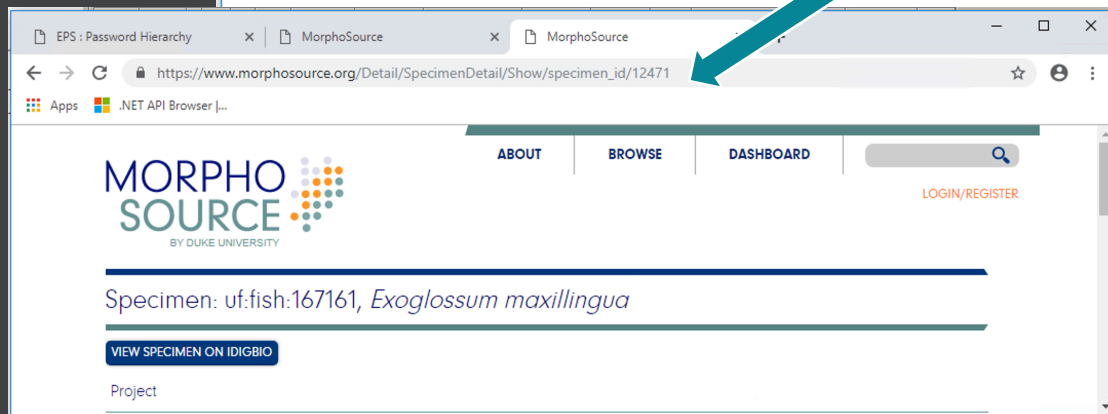 EPS : Password Hierarchy
MorphoSource
MorphoSource
https://www.morphosource.org/Detail/SpecimenDetail/Show/specimen_id/12471
Apps
.NET API Browser |...
ABOUT
BROWSE
DASHBOARD
LOGIN/REGISTER
MORPHO
SOURCE
BY DUKE UNIVERSITY
Specimen: uf:fish:167161, Exoglossum maxillingua
VIEW SPECIMEN ON IDIGBIO
Project